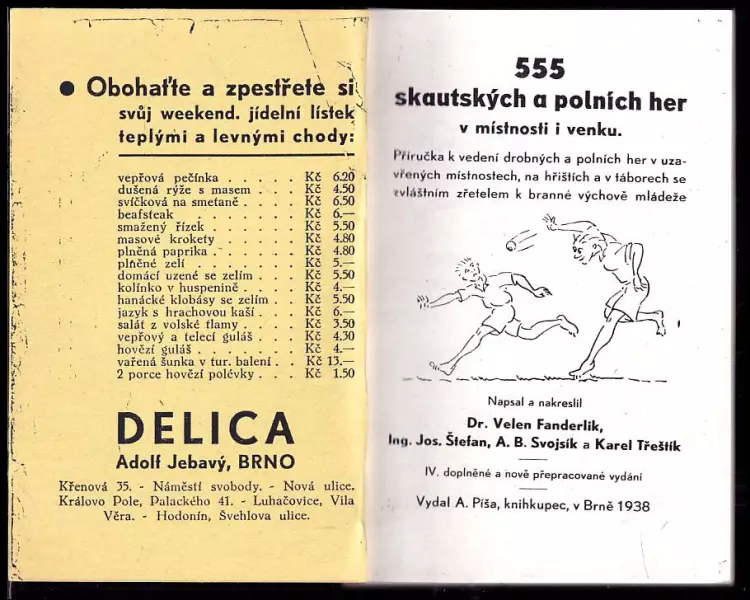 ● Obohaťte a zpestřete si
svůj weekend. jídelní lístek
teplými a levnými chody:
vepřová pečínka . . . . . Kč 6.20
dušená rýže s masem . . . Kč 4.50
svíčková na smetaně . . . Kč 6.50
beafsteak . . . . . . . Kč 6.—
smažený řízek . . . . . . Kč 5.50
masové krokety . . . . . Kč 4.80
plněná paprika . . . . . Kč 4.80
plněné zelí . . . . . . . Kč 5.—
domácí uzené se zelím . . . Kč 5.50
kolínko v huspenině . . . . Kč 4.—
hanácké klobásy se zelím . . Kč 5.50
jazyk s hrachovou kaší . . . Kč 6.—
salát z volské tlamy . . . . Kč 3.50
vepřový a telecí guláš . . . Kč 4.30
hovězí guláš . . . . . . . Kč 4.—
vařená šunka v tur. balení . . Kč 13.—
2 porce hovězí polévky . . . Kč 1.50
DELICA
Adolf Jebavý, BRNO
Křenová 35. - Náměstí svobody. - Nová ulice.
Královo Pole, Palackého 41. - Luhačovice, Vila
Věra. - Hodonín, Švehlova ulice.
555
skautských a polních her
v místnosti i venku.
Příručka k vedení drobných a polních her v uza-
vřených místnostech, na hřištích a v táborech se
zvláštním zřetelem k branné výchově mládeže
Napsal a nakreslil
Dr. Velen Fanderlik,
Ing. Jos. Štefan, A. B. Svojsík a Karel Třeštík
IV. doplněné a nově přepracované vydání
Vydal A. Píša, knihkupec, v Brně 1938